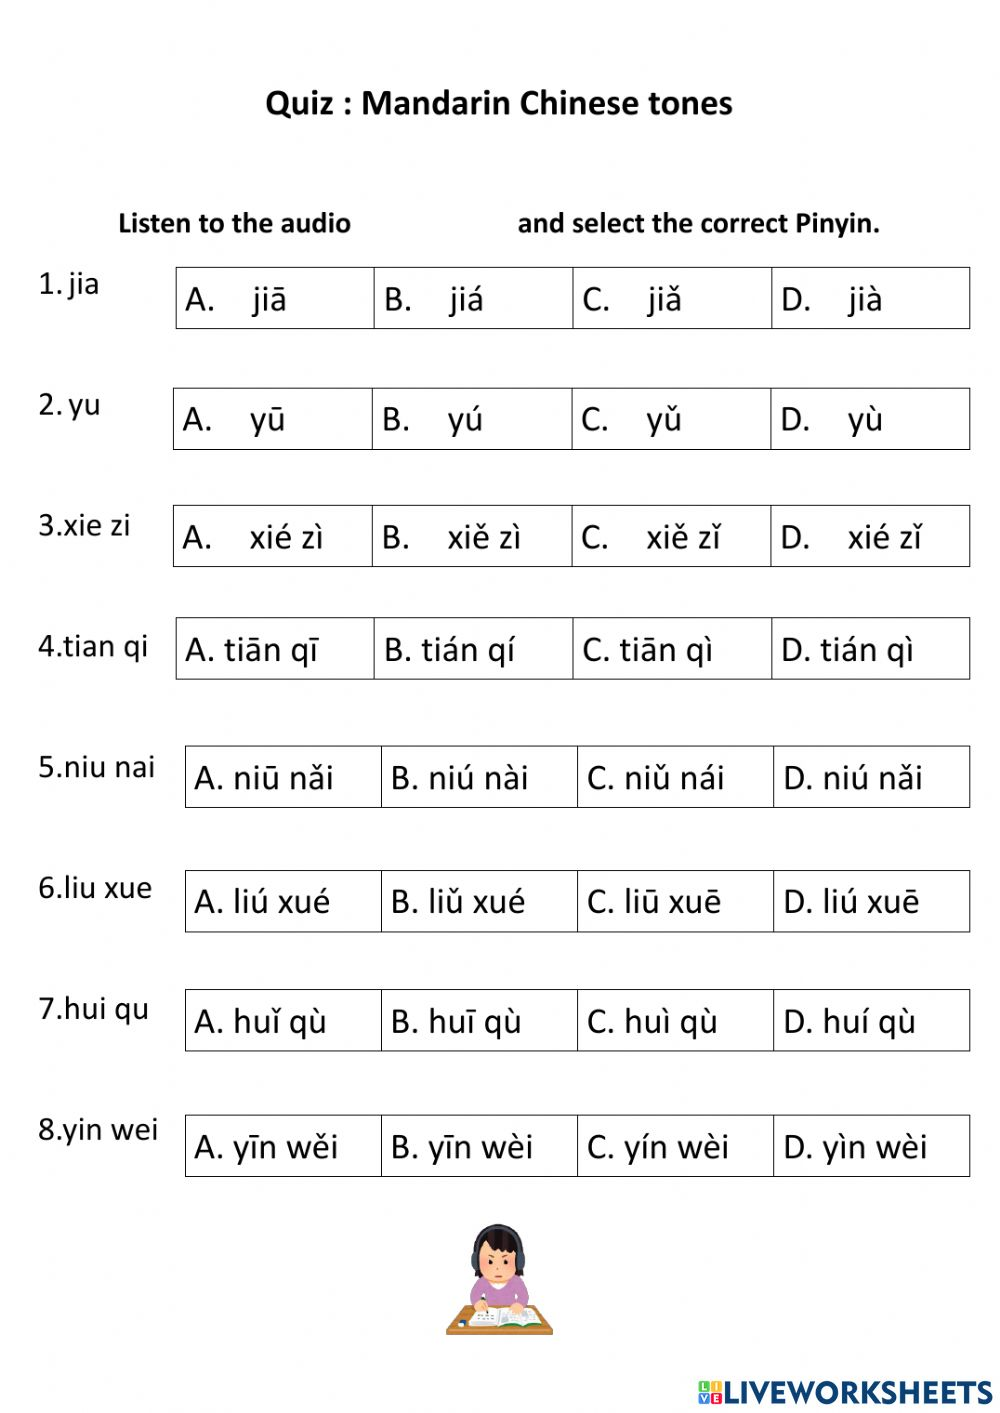 Quiz : Mandarin Chinese tones
Listen to the audio and select the correct Pinyin.
1. jia A. jiā B. jiá C. jiǎ D. jià
2. yu A. yū B. yú C. yǔ D. yù
3.xie zi A. xié zì B. xiě zì C. xiě zǐ D. xié zǐ
4.tian qi A. tiān qī B. tián qí C. tiān qì D. tián qì
5.niu nai A. niū nǎi B. niú nài C. niǔ nái D. niú nǎi
6.liu xue A. liú xué B. liǔ xué C. liū xuē D. liú xuē
7.hui qu A. huǐ qù B. huī qù C. huì qù D. huí qù
8.yin wei A. yīn wěi B. yīn wèi C. yín wèi D. yìn wèi
LIVE LIVEWORKSHEETS